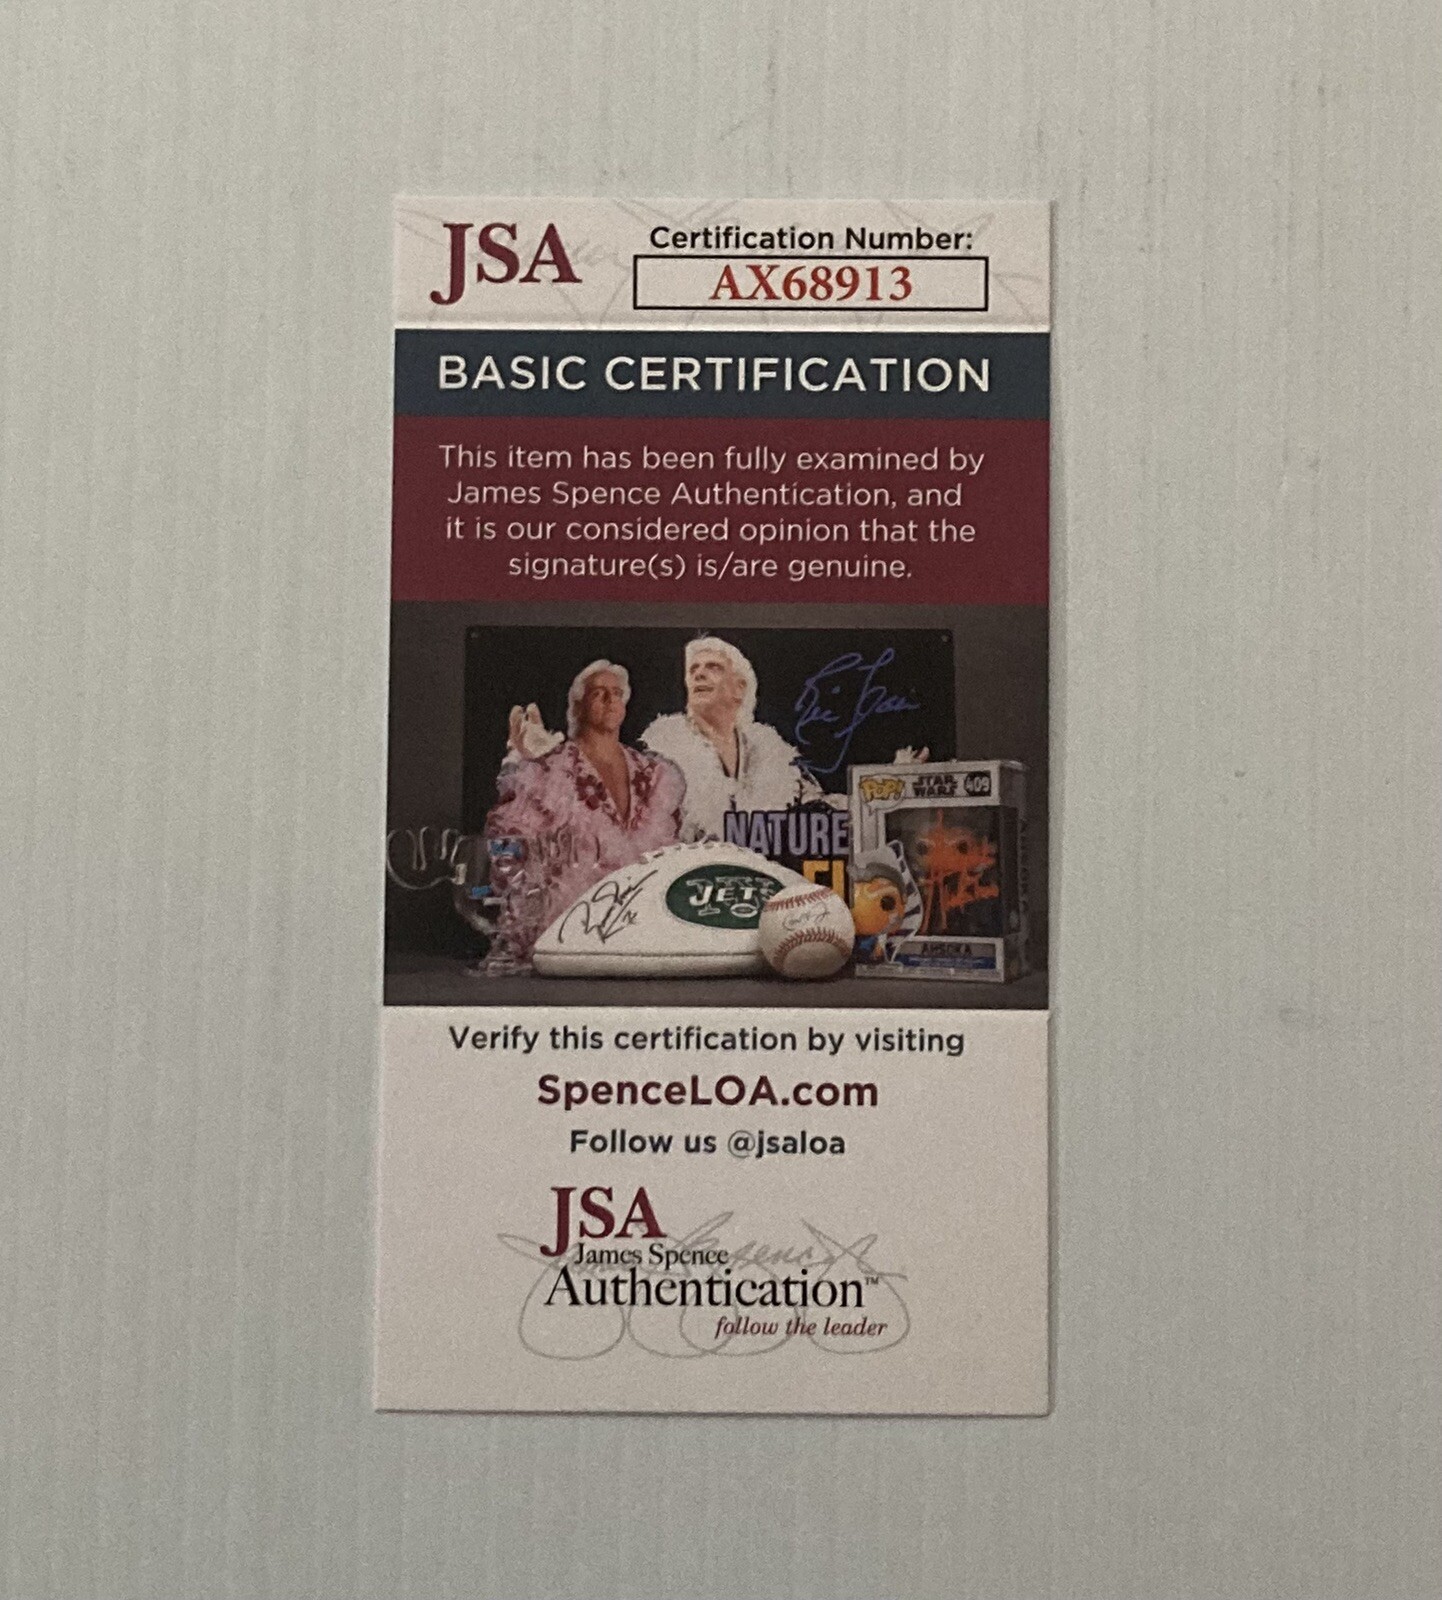 JSA
Certification Number:
AX68913
BASIC CERTIFICATION
This item has been fully examined by
James Spence Authentication, and
it is our considered opinion that the
signature(s) is/are genuine.
NATURE
POP!
STAR
WARS
409
JETS
AHSOKA
Verify this certification by visiting
SpenceLOA.com
Follow us @jsaloa
JSA
James Spence
Authentication™
follow the leader